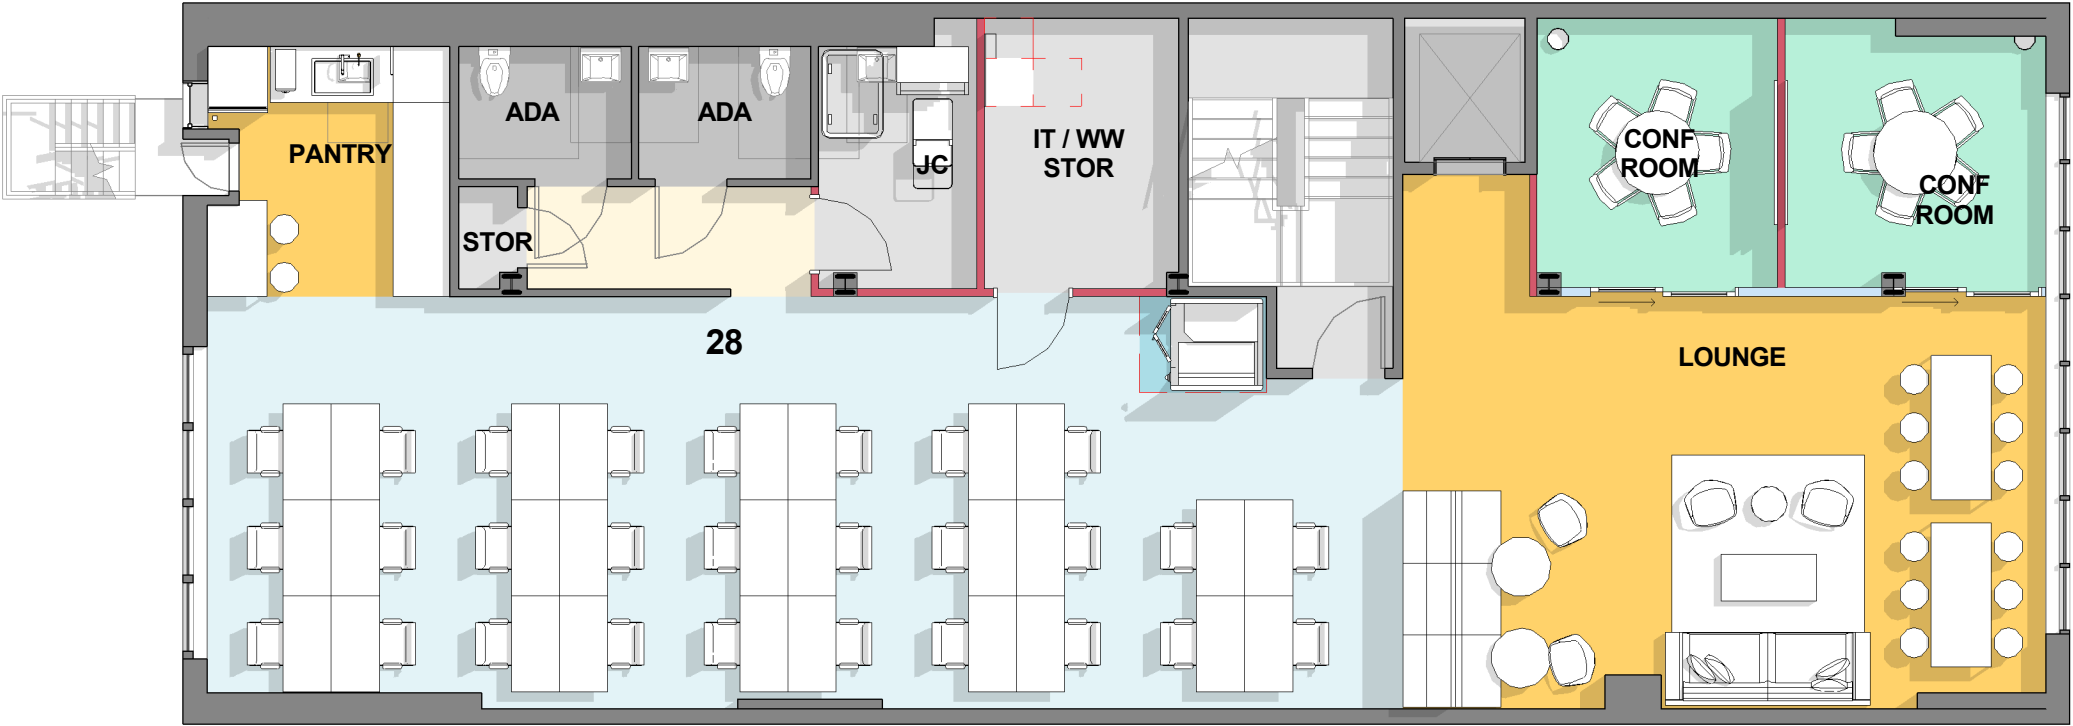 ADA
ADA
PANTRY
JC
IT / WW
STOR
CONF
ROOM
CONF
ROOM
STOR
28
LOUNGE